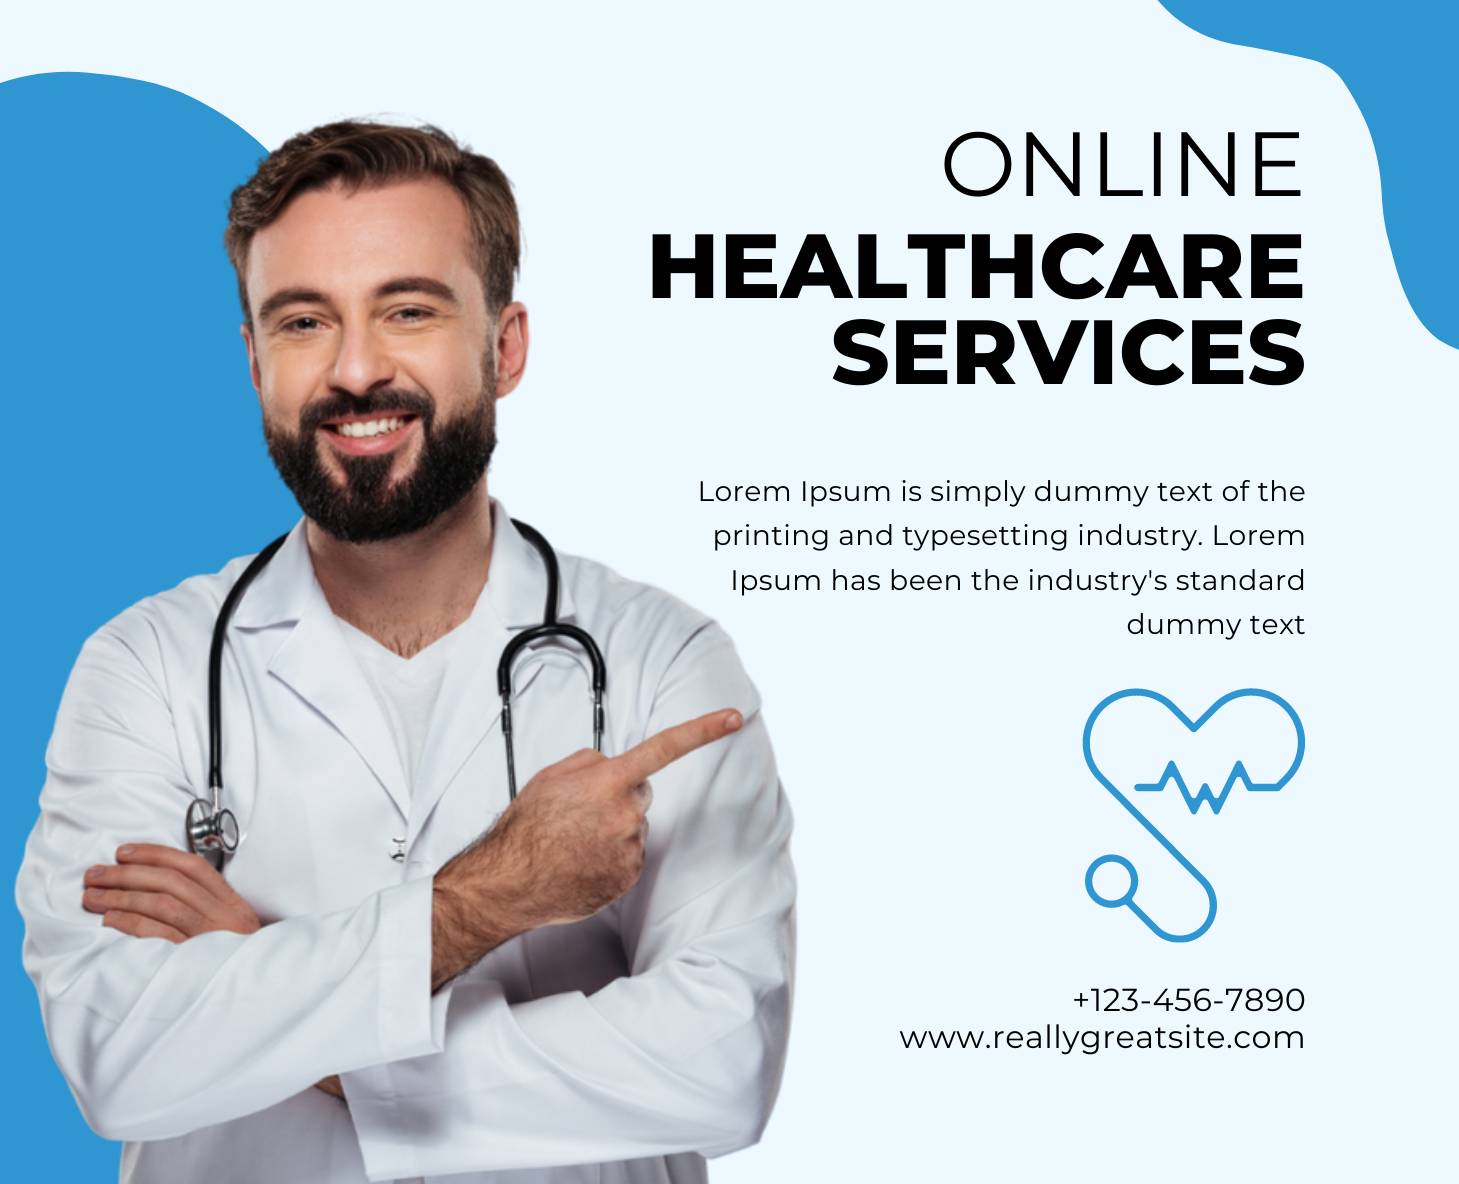 ONLINE
HEALTHCARE
SERVICES
Lorem Ipsum is simply dummy text of the
printing and typesetting industry. Lorem
Ipsum has been the industry's standard
dummy text
+123-456-7890
www.reallygreatsite.com